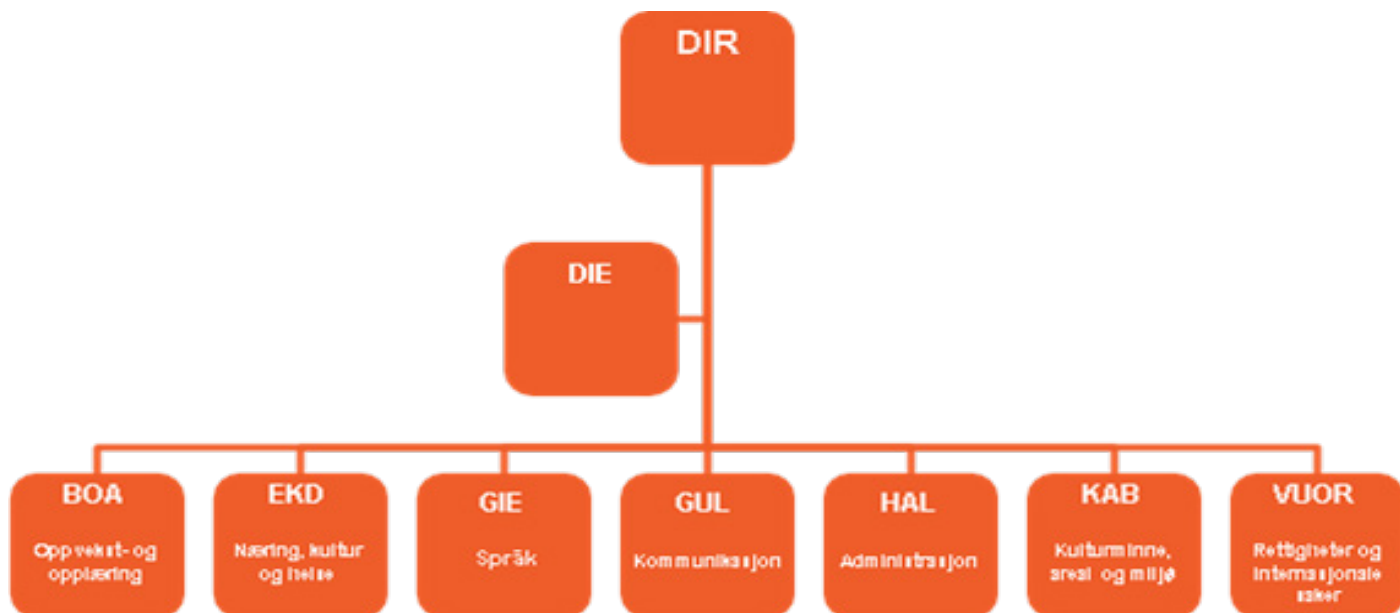 DIR
DIE
BOA
Oppvekst- og
opplæring
EKD
Næring, kultur
og helse
GIE
Språk
GUL
Kommunikasjon
HAL
Administrasjon
KAB
Kulturminne,
areal og miljø
VUOR
Rettigheter og
internasjonale
saker